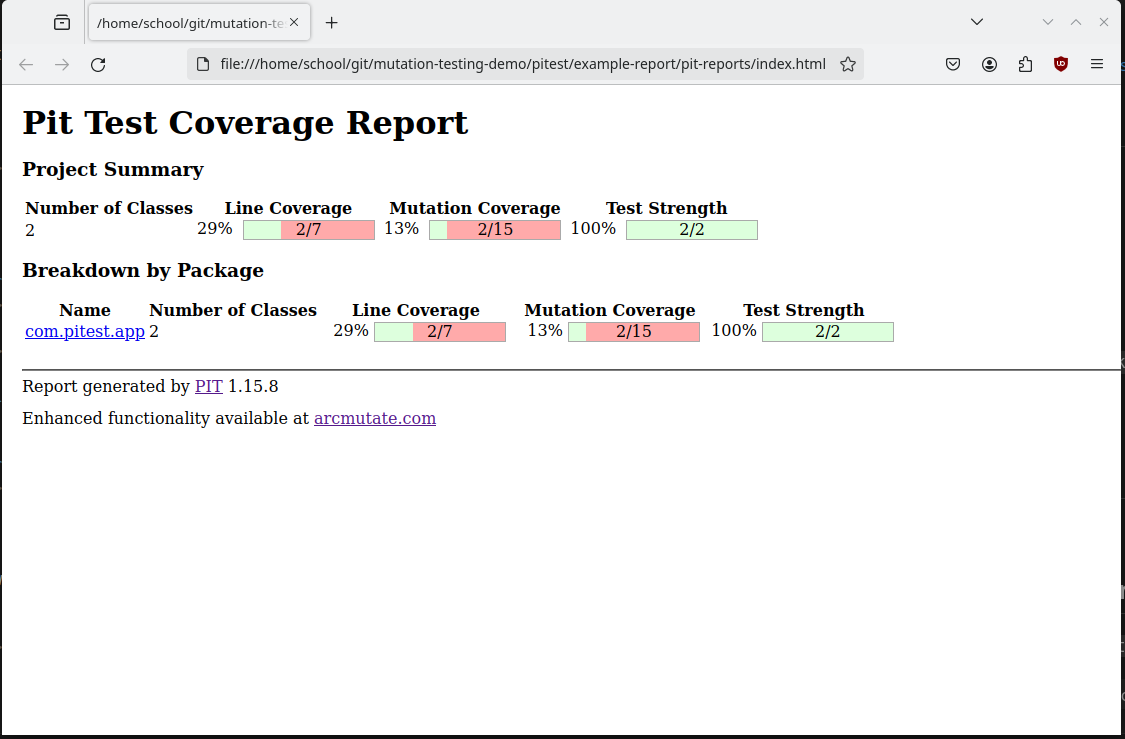 /home/school/git/mutation-te
file:///home/school/git/mutation-testing-demo/pitest/example-report/pit-reports/index.html
Pit Test Coverage Report
Project Summary
Number of Classes Line Coverage Mutation Coverage Test Strength
2 29% 2/7 13% 2/15 100% 2/2
Breakdown by Package
Name Number of Classes Line Coverage Mutation Coverage Test Strength
com.pitest.app 2 29% 2/7 13% 2/15 100% 2/2
Report generated by PIT 1.15.8
Enhanced functionality available at arcmutate.com